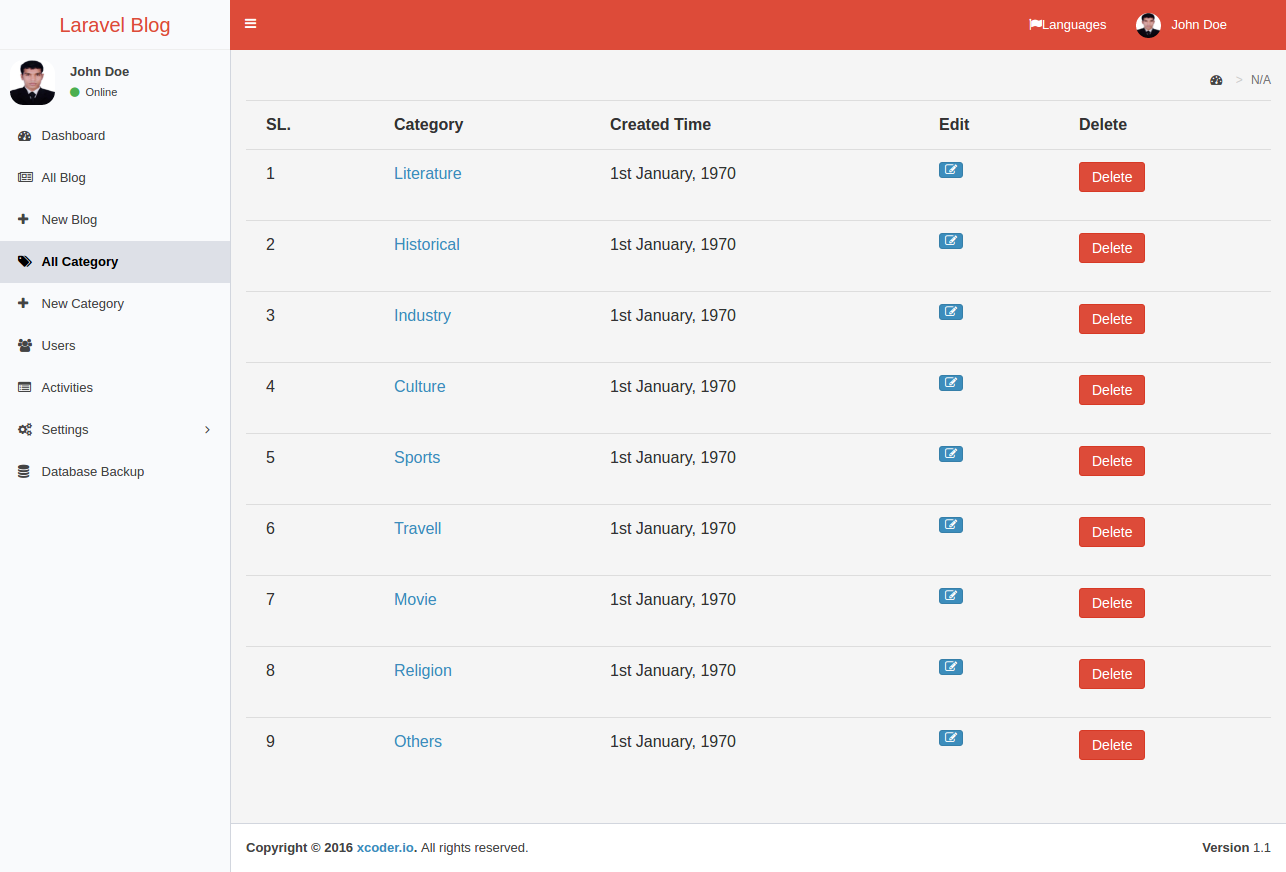 Laravel Blog
Languages John Doe
John Doe
Online
Dashboard
All Blog
New Blog
All Category
New Category
Users
Activities
Settings
Database Backup
> N/A
SL. Category Created Time Edit Delete
1 Literature 1st January, 1970 Delete
2 Historical 1st January, 1970 Delete
3 Industry 1st January, 1970 Delete
4 Culture 1st January, 1970 Delete
5 Sports 1st January, 1970 Delete
6 Travell 1st January, 1970 Delete
7 Movie 1st January, 1970 Delete
8 Religion 1st January, 1970 Delete
9 Others 1st January, 1970 Delete
Copyright © 2016 xcoder.io. All rights reserved. Version 1.1